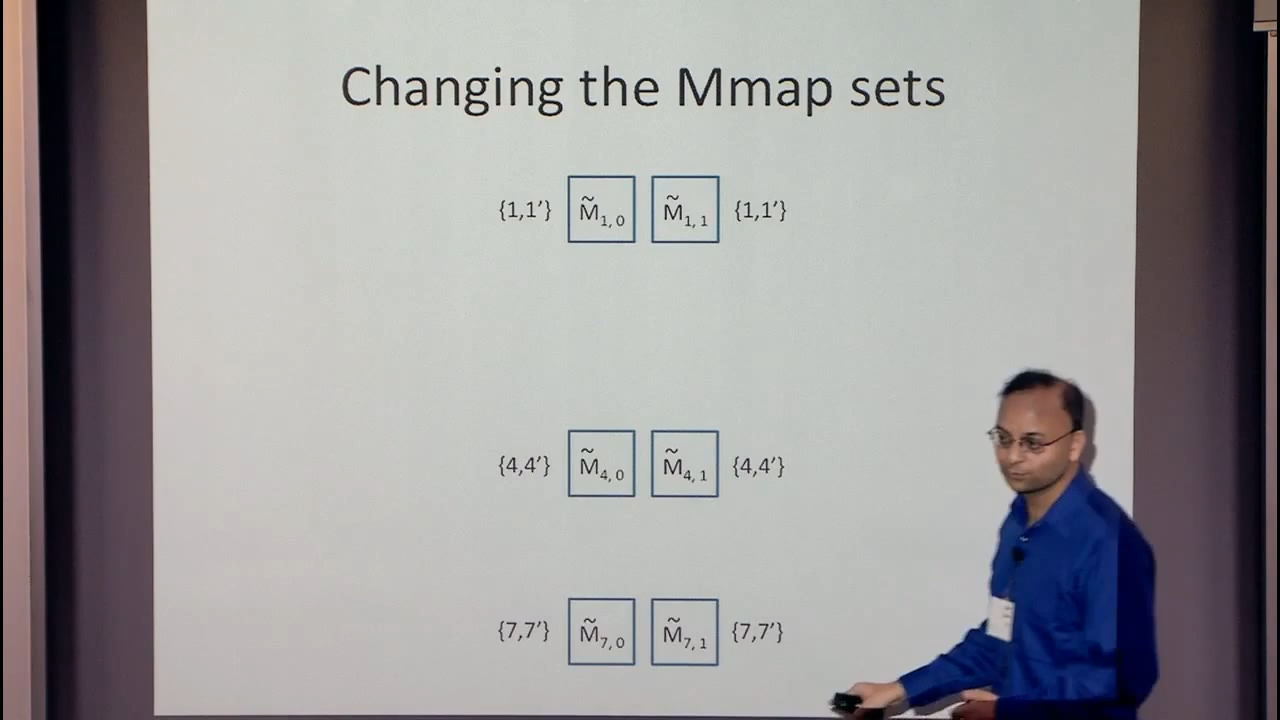 Changing the Mmap sets
{1,1′} M̃1, 0 M̃1, 1 {1,1′}
{4,4′} M̃4, 0 M̃4, 1 {4,4′}
{7,7′} M̃7, 0 M̃7, 1 {7,7′}